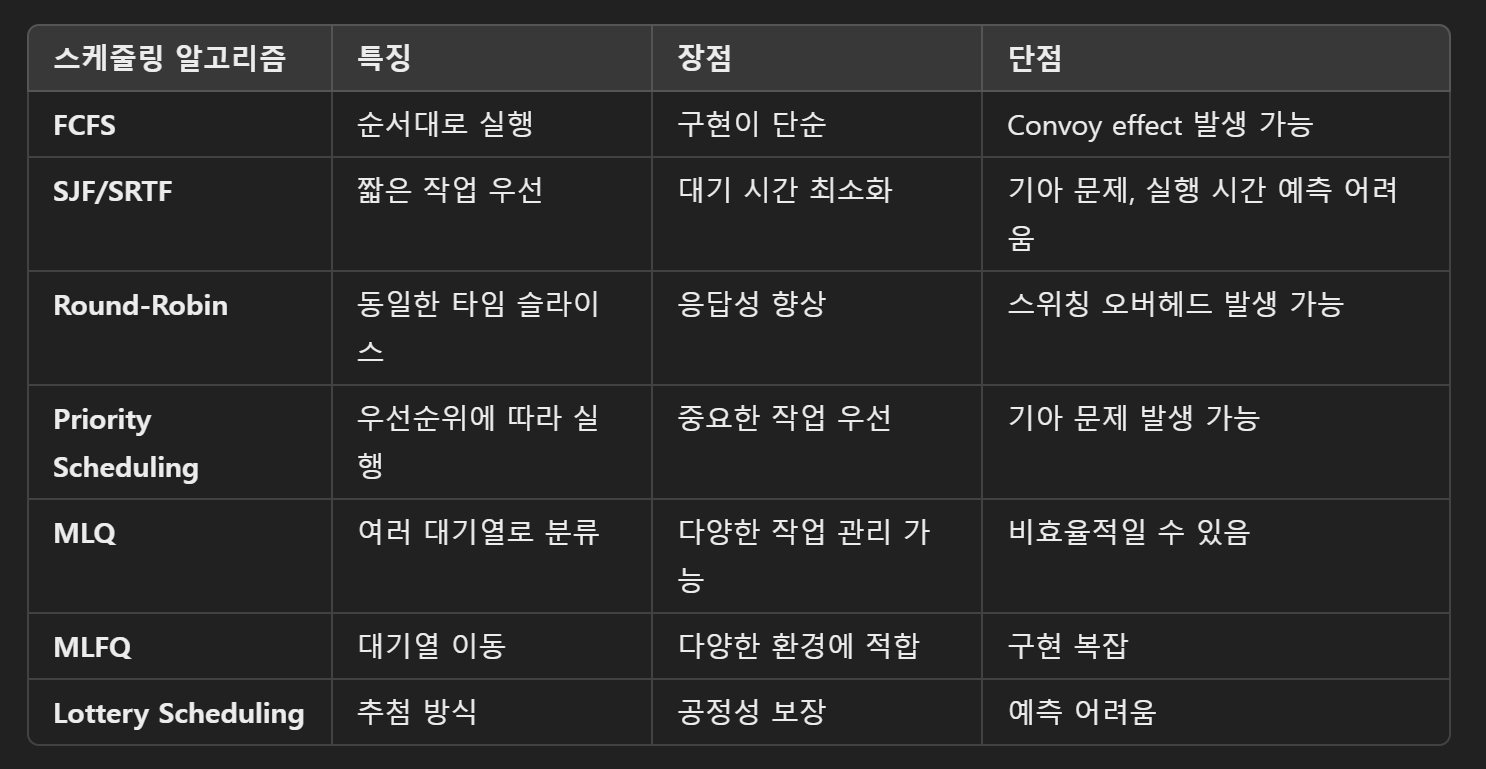 스케줄링 알고리즘 특징 장점 단점
FCFS 순서대로 실행 구현이 단순 Convoy effect 발생 가능
SJF/SRTF 짧은 작업 우선 대기 시간 최소화 기아 문제, 실행 시간 예측 어려
움
Round-Robin 동일한 타임 슬라이 응답성 향상 스위칭 오버헤드 발생 가능
스
Priority 우선순위에 따라 실 중요한 작업 우선 기아 문제 발생 가능
Scheduling 행
MLQ 여러 대기열로 분류 다양한 작업 관리 가 비효율적일 수 있음
능
MLFQ 대기열 이동 다양한 환경에 적합 구현 복잡
Lottery Scheduling 추첨 방식 공정성 보장 예측 어려움